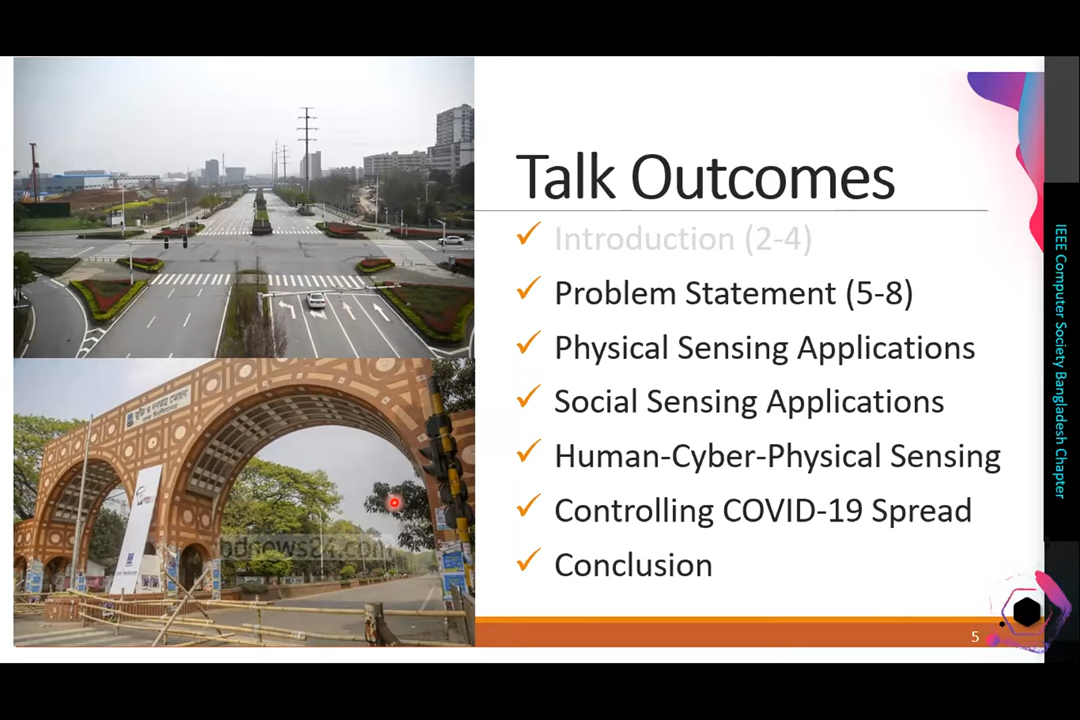 Talk Outcomes
Introduction (2-4)
Problem Statement (5-8)
Physical Sensing Applications
Social Sensing Applications
Human-Cyber-Physical Sensing
Controlling COVID-19 Spread
Conclusion
5
IEEE Computer Society Bangladesh Chapter
bdnews24.com